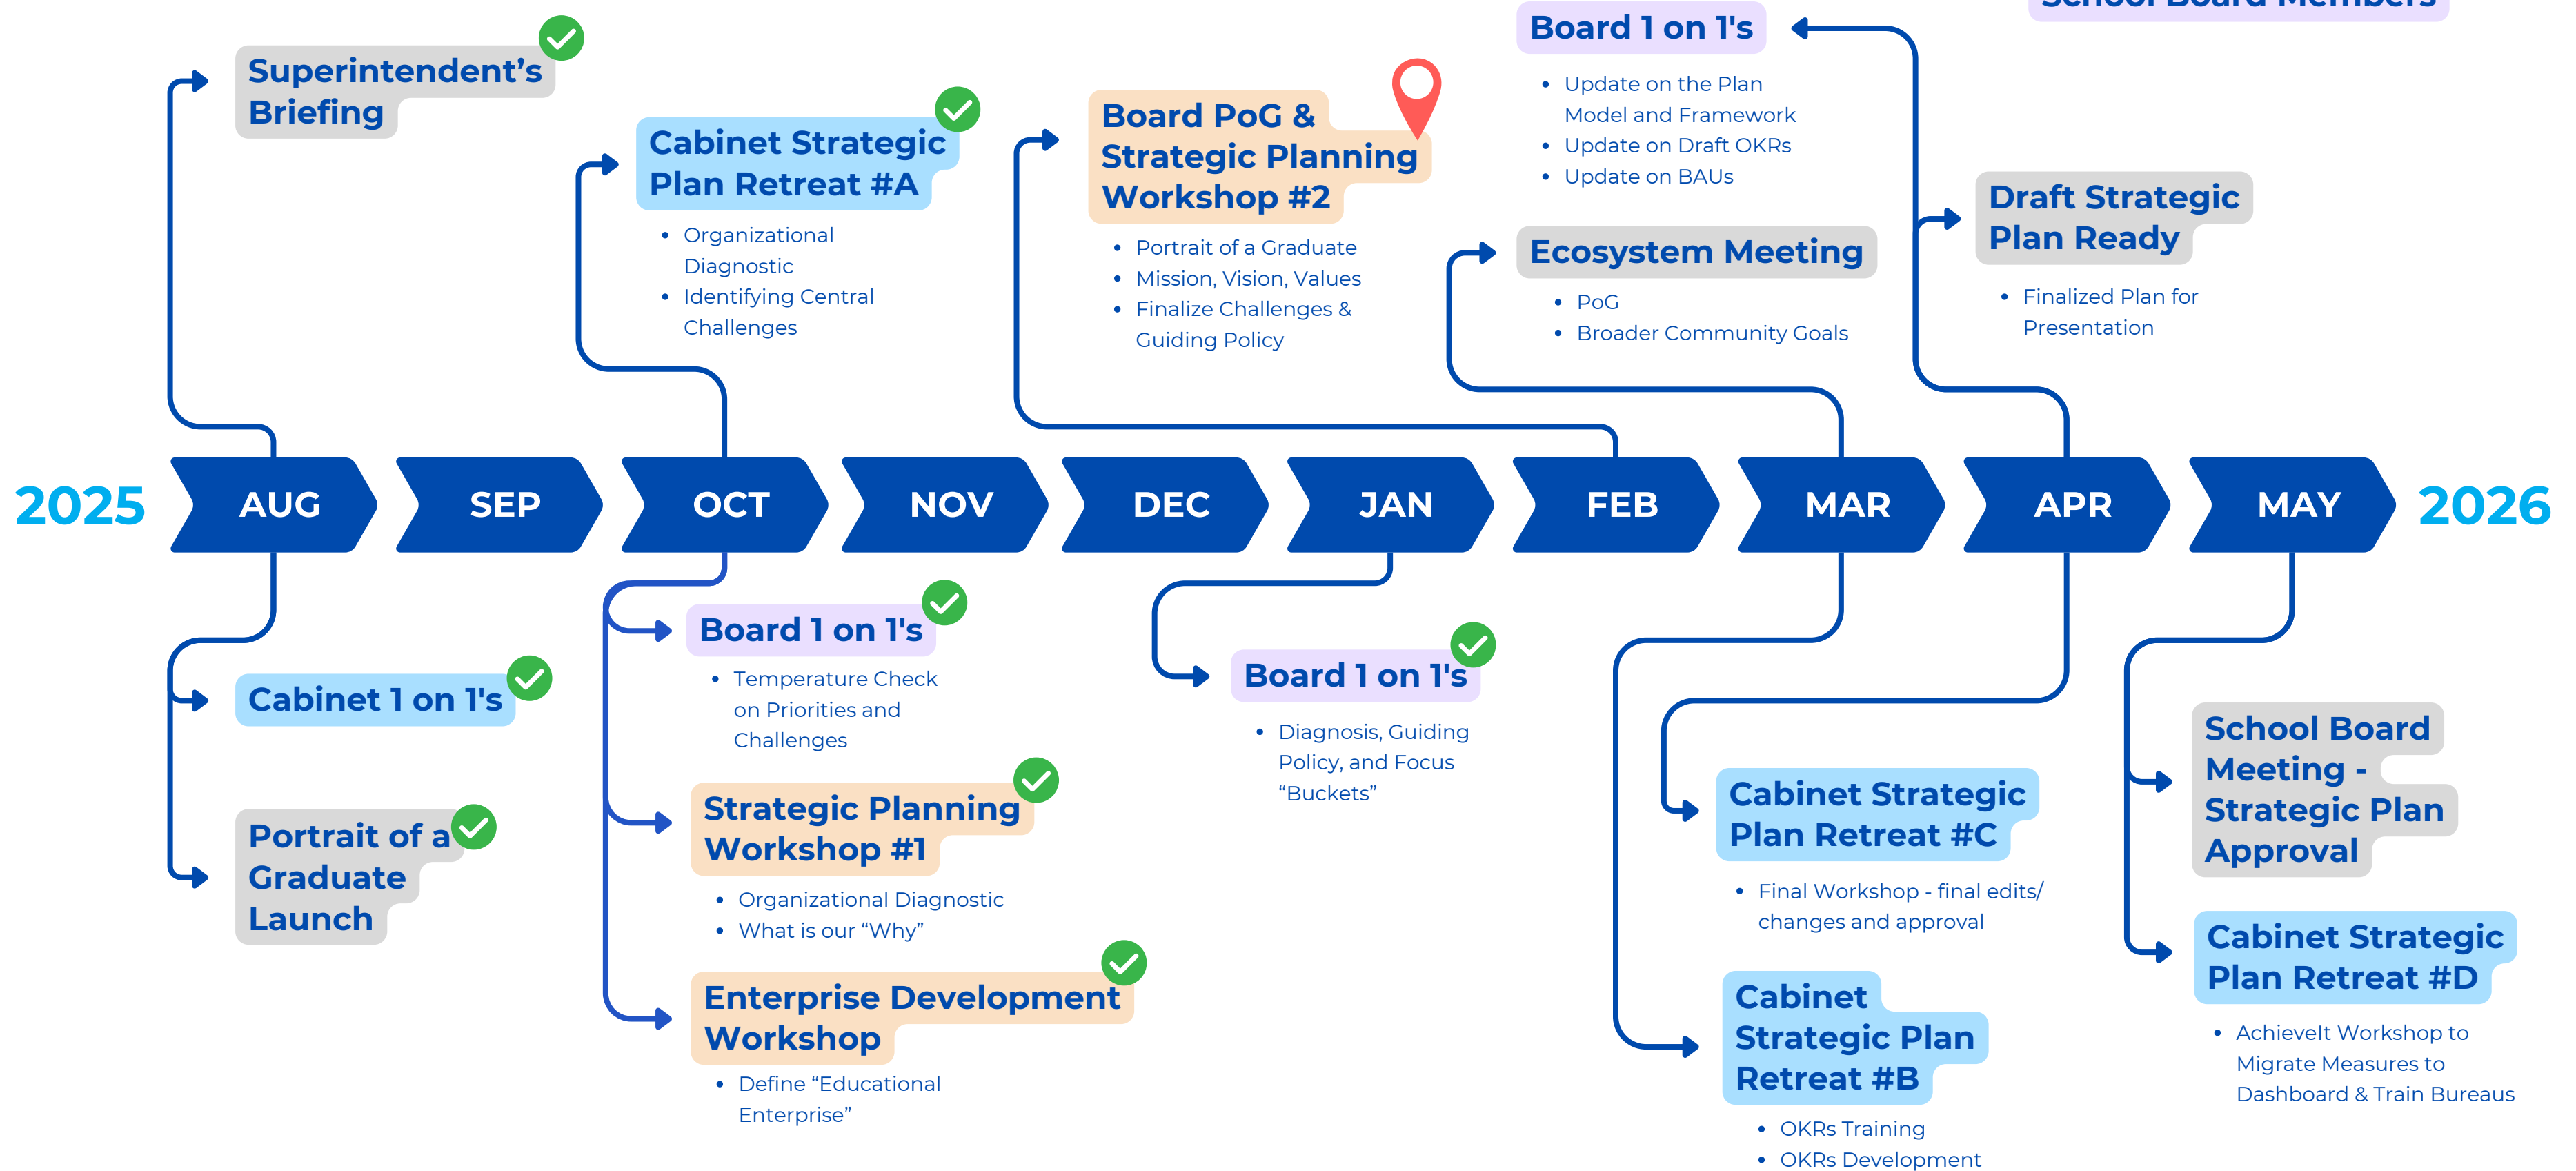 School Board Members
Superintendent’s
Briefing
Cabinet Strategic
Plan Retreat #A
• Organizational
Diagnostic
• Identifying Central
Challenges
Board PoG &
Strategic Planning
Workshop #2
• Portrait of a Graduate
• Mission, Vision, Values
• Finalize Challenges &
Guiding Policy
Board 1 on 1's
• Update on the Plan
Model and Framework
• Update on Draft OKRs
• Update on BAUs
Ecosystem Meeting
• PoG
• Broader Community Goals
Draft Strategic
Plan Ready
• Finalized Plan for
Presentation
2025 AUG SEP OCT NOV DEC JAN FEB MAR APR MAY 2026
Cabinet 1 on 1's
Portrait of a
Graduate
Launch
Board 1 on 1's
• Temperature Check
on Priorities and
Challenges
Strategic Planning
Workshop #1
• Organizational Diagnostic
• What is our “Why”
Enterprise Development
Workshop
• Define “Educational
Enterprise”
Board 1 on 1's
• Diagnosis, Guiding
Policy, and Focus
“Buckets”
Cabinet Strategic
Plan Retreat #C
• Final Workshop - final edits/
changes and approval
Cabinet
Strategic Plan
Retreat #B
• OKRs Training
• OKRs Development
School Board
Meeting -
Strategic Plan
Approval
Cabinet Strategic
Plan Retreat #D
• AchieveIt Workshop to
Migrate Measures to
Dashboard & Train Bureaus